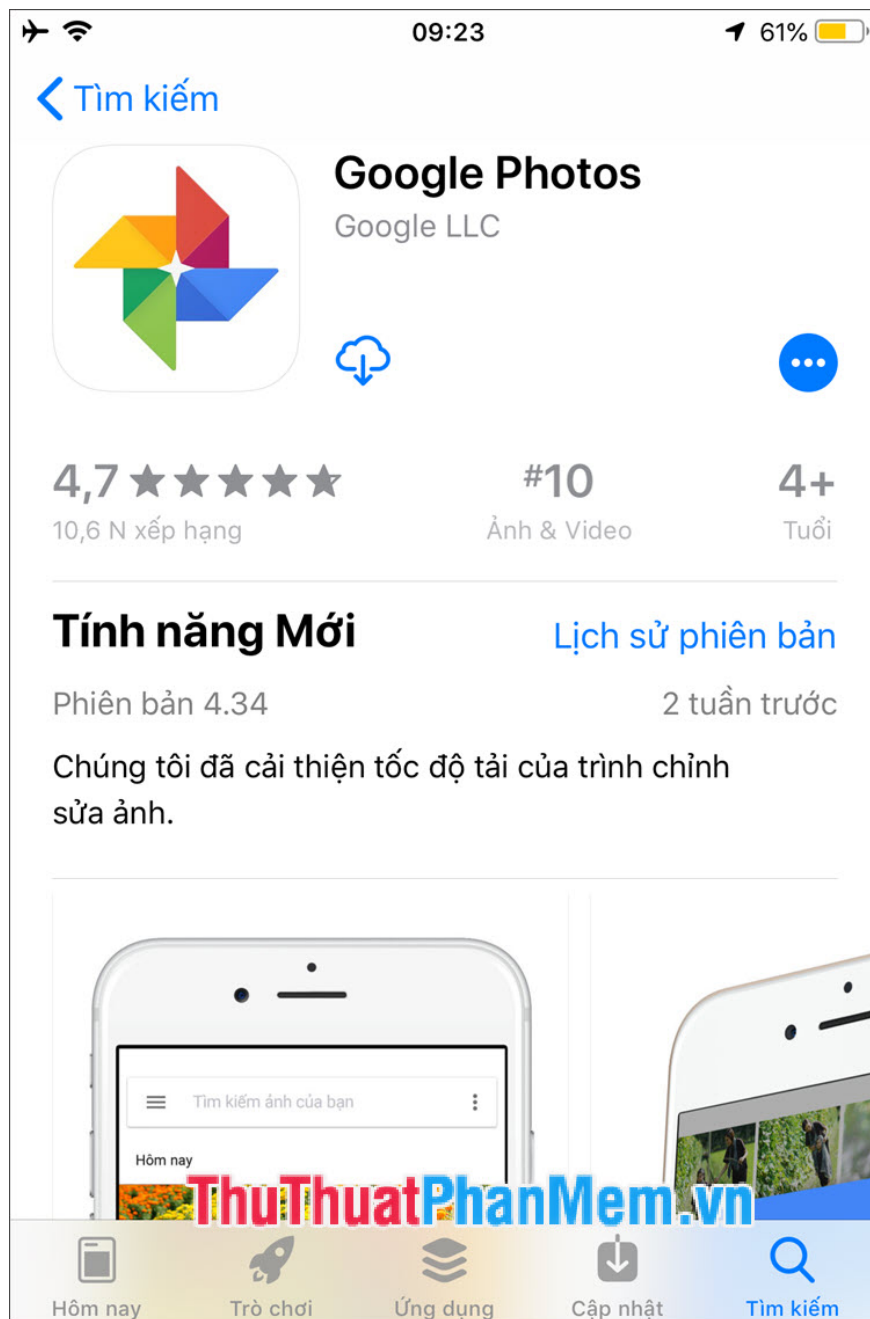 09:23
61%
Tìm kiếm
Google Photos
Google LLC
4,7
#10
4+
10,6 N xếp hạng
Ảnh & Video
Tuổi
Tính năng Mới
Lịch sử phiên bản
Phiên bản 4.34
2 tuần trước
Chúng tôi đã cải thiện tốc độ tải của trình chỉnh
sửa ảnh.
Tìm kiếm ảnh của bạn
Hôm nay
ThuThuatPhanMem.vn
Hôm nay
Trò chơi
Ứng dụng
Cập nhật
Tìm kiếm